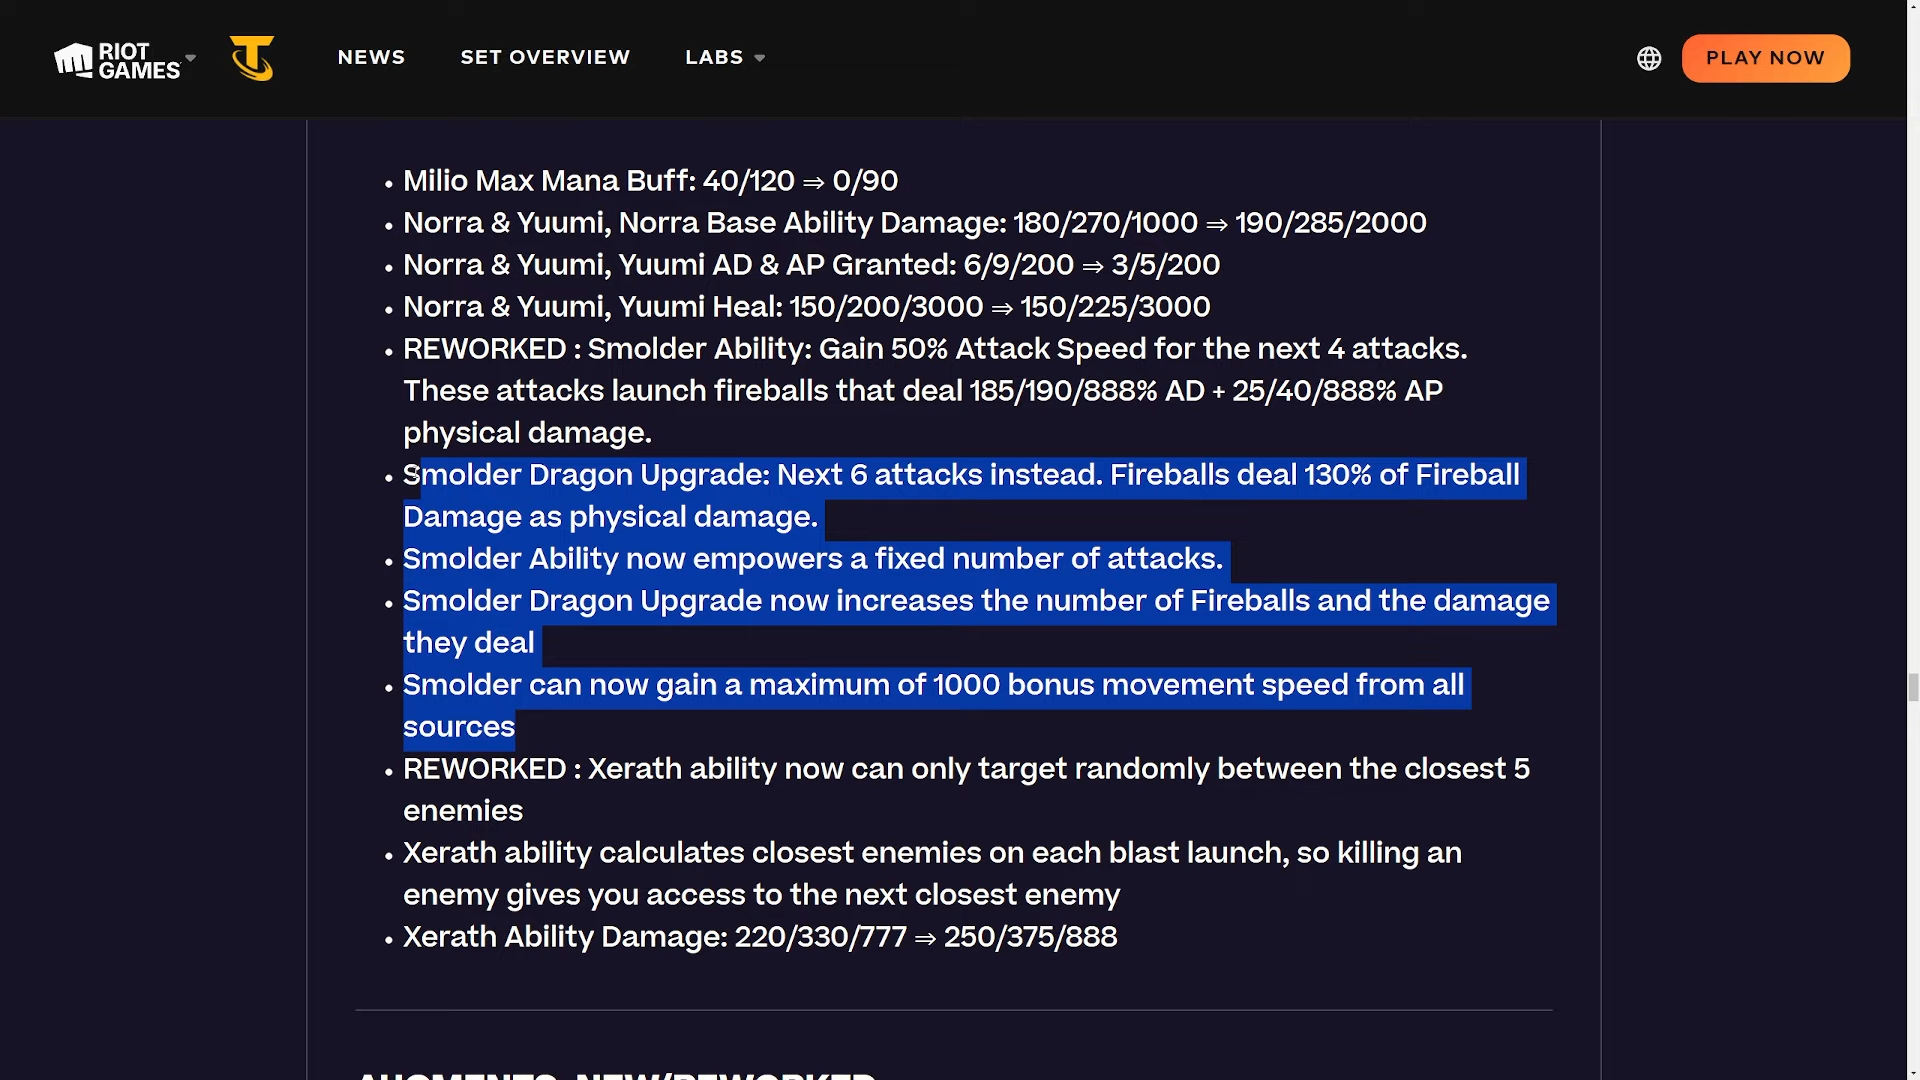 RIOT GAMES
NEWS
SET OVERVIEW
LABS
PLAY NOW
• Milio Max Mana Buff: 40/120 ⇒ 0/90
• Norra & Yuumi, Norra Base Ability Damage: 180/270/1000 ⇒ 190/285/2000
• Norra & Yuumi, Yuumi AD & AP Granted: 6/9/200 ⇒ 3/5/200
• Norra & Yuumi, Yuumi Heal: 150/200/3000 ⇒ 150/225/3000
• REWORKED : Smolder Ability: Gain 50% Attack Speed for the next 4 attacks.
These attacks launch fireballs that deal 185/190/888% AD + 25/40/888% AP
physical damage.
• Smolder Dragon Upgrade: Next 6 attacks instead. Fireballs deal 130% of Fireball
Damage as physical damage.
• Smolder Ability now empowers a fixed number of attacks.
• Smolder Dragon Upgrade now increases the number of Fireballs and the damage
they deal
• Smolder can now gain a maximum of 1000 bonus movement speed from all
sources
• REWORKED : Xerath ability now can only target randomly between the closest 5
enemies
• Xerath ability calculates closest enemies on each blast launch, so killing an
enemy gives you access to the next closest enemy
• Xerath Ability Damage: 220/330/777 ⇒ 250/375/888
AUGMENTS: NEW/REWORKED